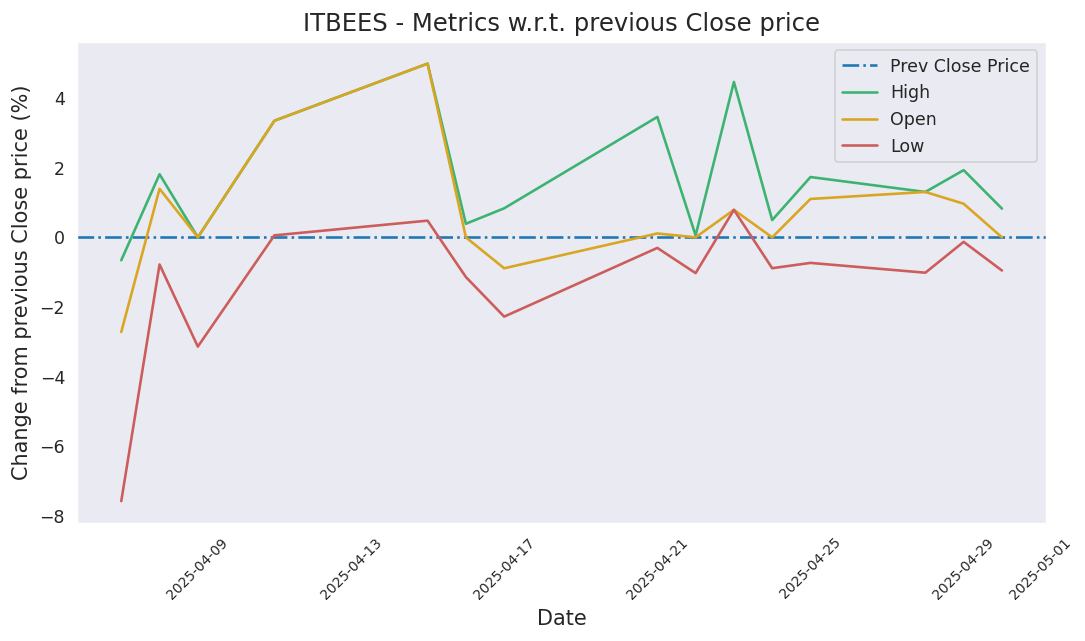 ITBEES - Metrics w.r.t. previous Close price
Change from previous Close price (%)
4
2
0
−2
−4
−6
−8
Prev Close Price
High
Open
Low
2025-04-09
2025-04-13
2025-04-17
2025-04-21
2025-04-25
2025-04-29
2025-05-01
Date